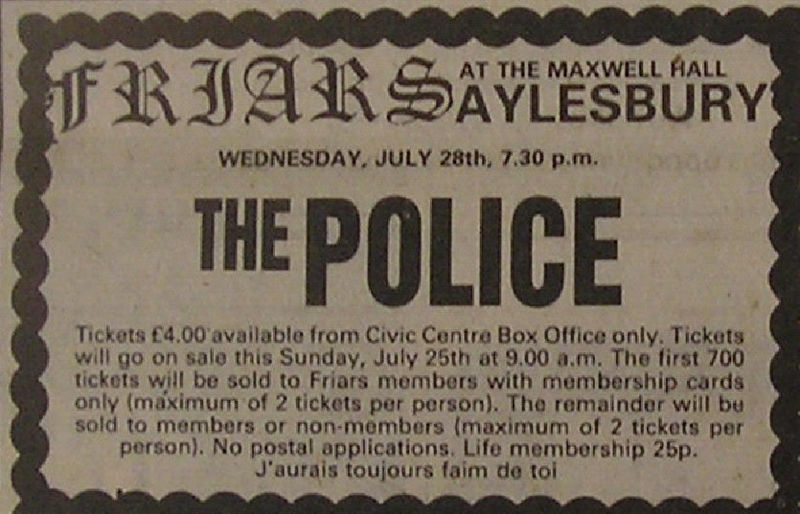 FRIARS AT THE MAXWELL HALL
AYLESBURY
WEDNESDAY, JULY 28th, 7.30 p.m.
THE POLICE
Tickets £4.00 available from Civic Centre Box Office only. Tickets
will go on sale this Sunday, July 25th at 9.00 a.m. The first 700
tickets will be sold to Friars members with membership cards
only (maximum of 2 tickets per person). The remainder will be
sold to members or non-members (maximum of 2 tickets per
person). No postal applications. Life membership 25p.
J'aurais toujours faim de toi